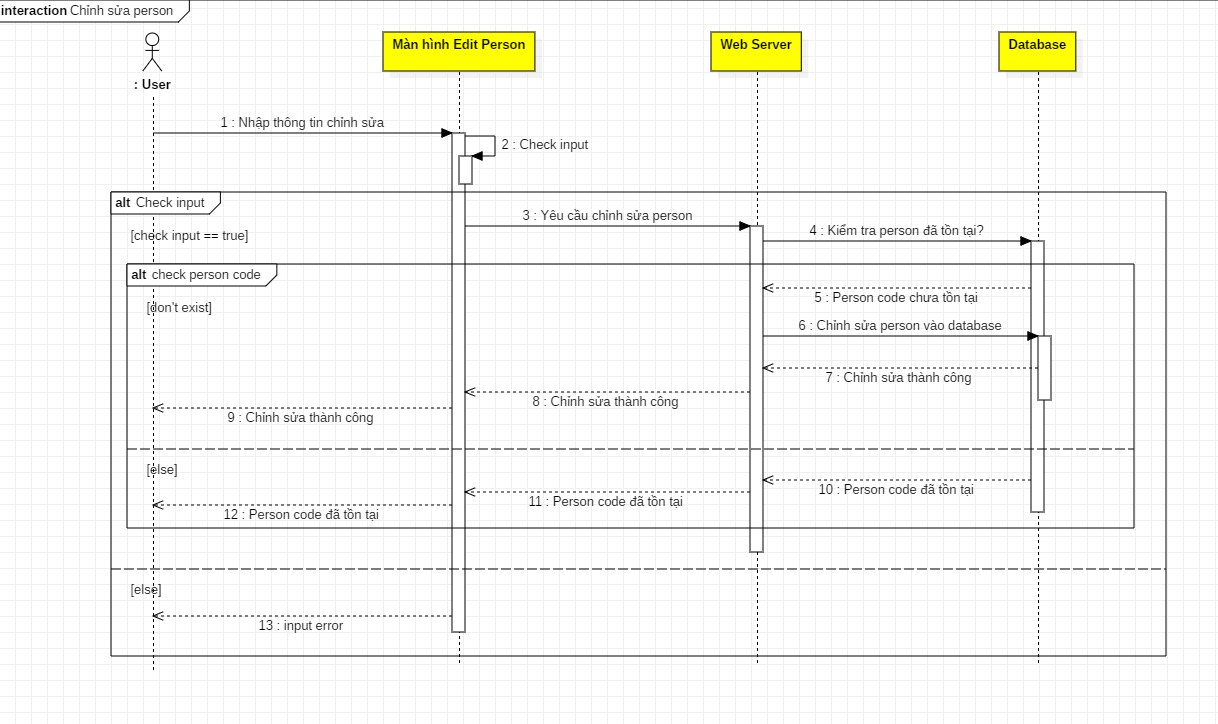 interaction Chỉnh sửa person
: User
Màn hình Edit Person
Web Server
Database
1 : Nhập thông tin chỉnh sửa
2 : Check input
alt Check input
3 : Yêu cầu chỉnh sửa person
[check input == true]
4 : Kiểm tra person đã tồn tại?
alt check person code
5 : Person code chưa tồn tại
[don't exist]
6 : Chỉnh sửa person vào database
7 : Chỉnh sửa thành công
8 : Chỉnh sửa thành công
9 : Chỉnh sửa thành công
[else]
10 : Person code đã tồn tại
11 : Person code đã tồn tại
12 : Person code đã tồn tại
[else]
13 : input error